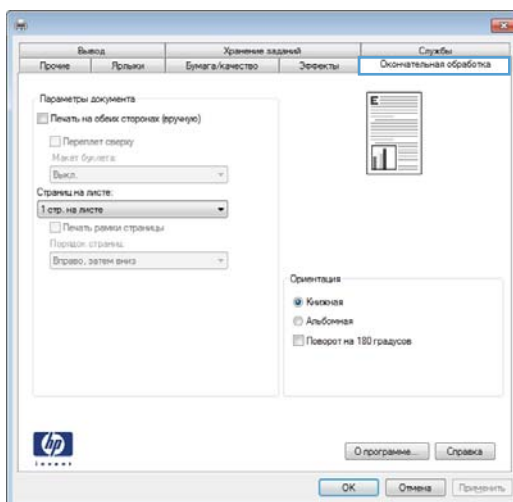 Вывод
Хранение заданий
Службы
Прочие
Ярлыки
Бумага/качество
Эффекты
Окончательная обработка
Параметры документа
Печать на обеих сторонах (вручную)
Переплет сверху
Макет буклета:
Выкл.
Страниц на листе:
1 стр. на листе
Печать рамки страницы
Порядок страниц:
Вправо, затем вниз
E
Ориентация
Книжная
Альбомная
Поворот на 180 градусов
hp
invent
О программе...
Справка
OK
Отмена
Применить